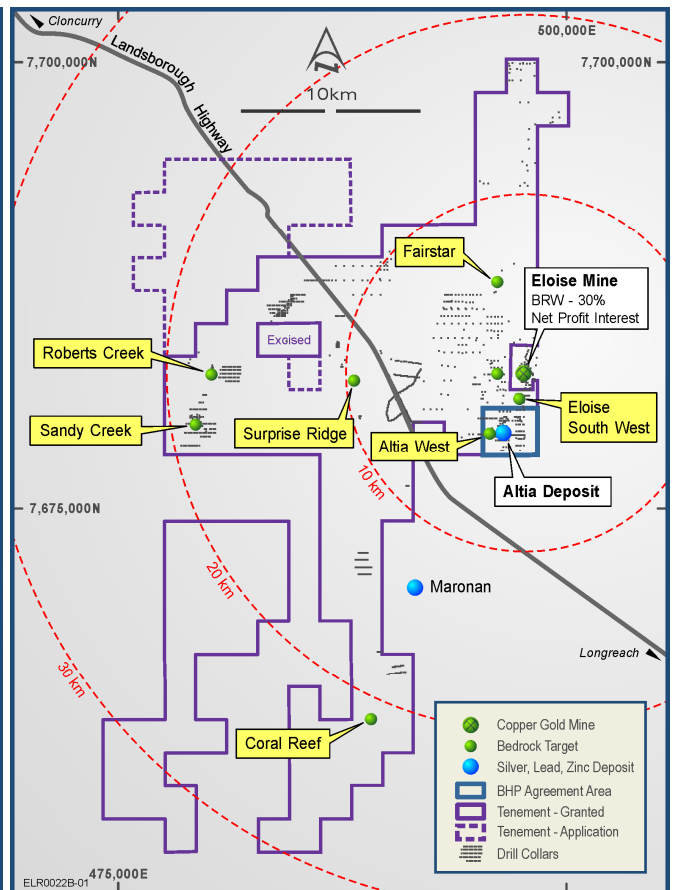 Cloncurry
500,000E
7,700,000N
7,700,000N
Landsborough Highway
10km
Fairstar
Eloise Mine
BRW - 30%
Net Profit Interest
Excised
Roberts Creek
Eloise
South West
Sandy Creek
Surprise Ridge
Altia West
Altia Deposit
10 km
7,675,000N
20 km
Maronan
Longreach
30 km
Coral Reef
Copper Gold Mine
Bedrock Target
Silver, Lead, Zinc Deposit
BHP Agreement Area
Tenement - Granted
Tenement - Application
Drill Collars
475,000E
ELR0022B-01